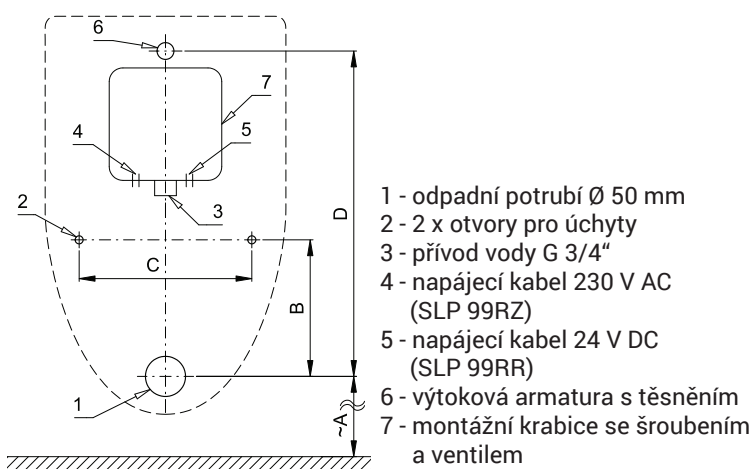 6
7
4
5
3
2
D
C
B
1
~A
1 - odpadní potrubí Ø 50 mm
2 - 2 x otvory pro úchyty
3 - přívod vody G 3/4“
4 - napájecí kabel 230 V AC
(SLP 99RZ)
5 - napájecí kabel 24 V DC
(SLP 99RR)
6 - výtoková armatura s těsněním
7 - montážní krabice se šroubením
a ventilem